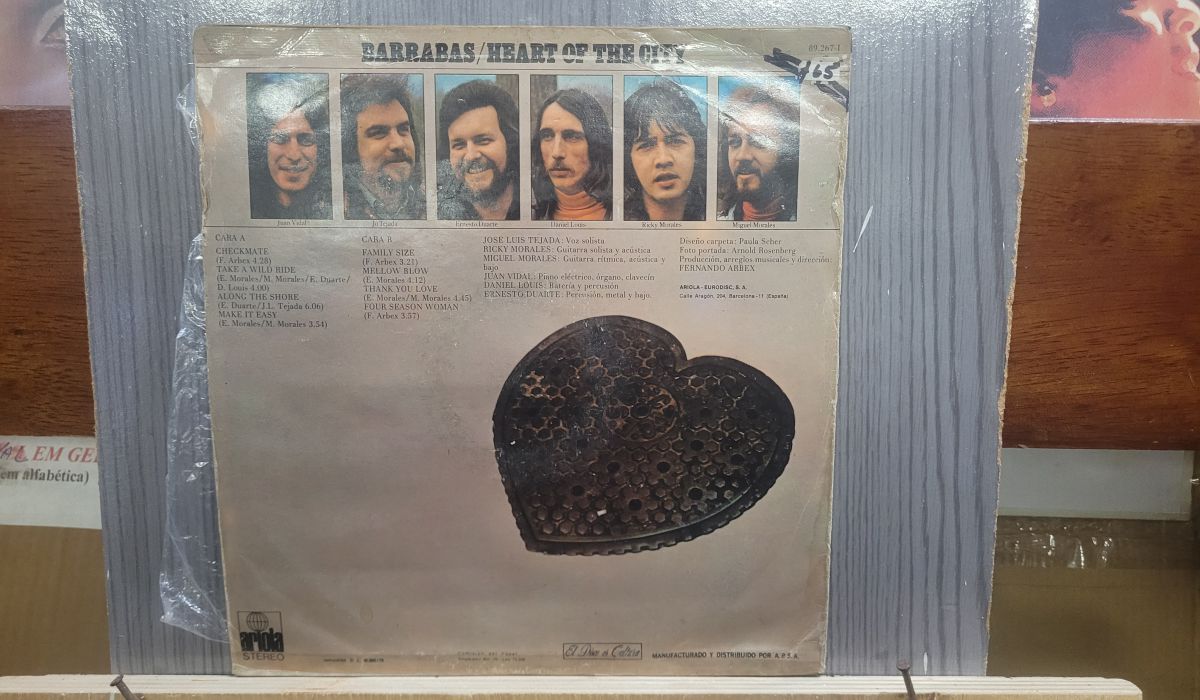 BARRABAS/HEART OF THE CITY
89.267-I
165
Juan Vidal
Jo Tejada
Ernesto Duarte
Daniel Louis
Ricky Morales
Miguel Morales
CARA A
CHECKMATE
(F. Arbex 4.28)
TAKE A WILD RIDE
(E. Morales/M. Morales/E. Duarte/
D. Louis 4.00)
ALONG THE SHORE
(E. Duarte/J.L. Tejada 6.06)
MAKE IT EASY
(E. Morales/M. Morales 3.54)
CARA B
FAMILY SIZE
(F. Arbex 3.21)
MELLOW BLOW
(E. Morales 4.12)
THANK YOU LOVE
(E. Morales/M. Morales 4.45)
FOUR SEASON WOMAN
(F. Arbex 3.57)
JOSÉ LUIS TEJADA: Voz solista
RICKY MORALES: Guitarra solista y acústica
MIGUEL MORALES: Guitarra rítmica, acústica y
bajo
JUAN VIDAL: Piano eléctrico, órgano, clavecín
DANIEL LOUIS: Batería y percusión
ERNESTO DUARTE: Percusión, metal y bajo.
Diseño carpeta: Paula Scher
Foto portada: Arnold Rosenberg
Producción, arreglos musicales y dirección:
FERNANDO ARBEX
ARIOLA - EURODISC, S. A.
Calle Aragón, 204, Barcelona-11 (España)
EM GE
em alfabética)
ariola
STEREO
El Disco es Cultura
MANUFACTURADO Y DISTRIBUIDO POR A.P.S.A.